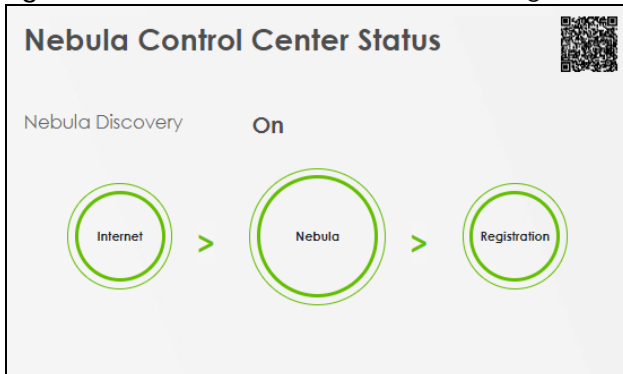 Nebula Control Center Status
Nebula Discovery On
Internet > Nebula > Registration